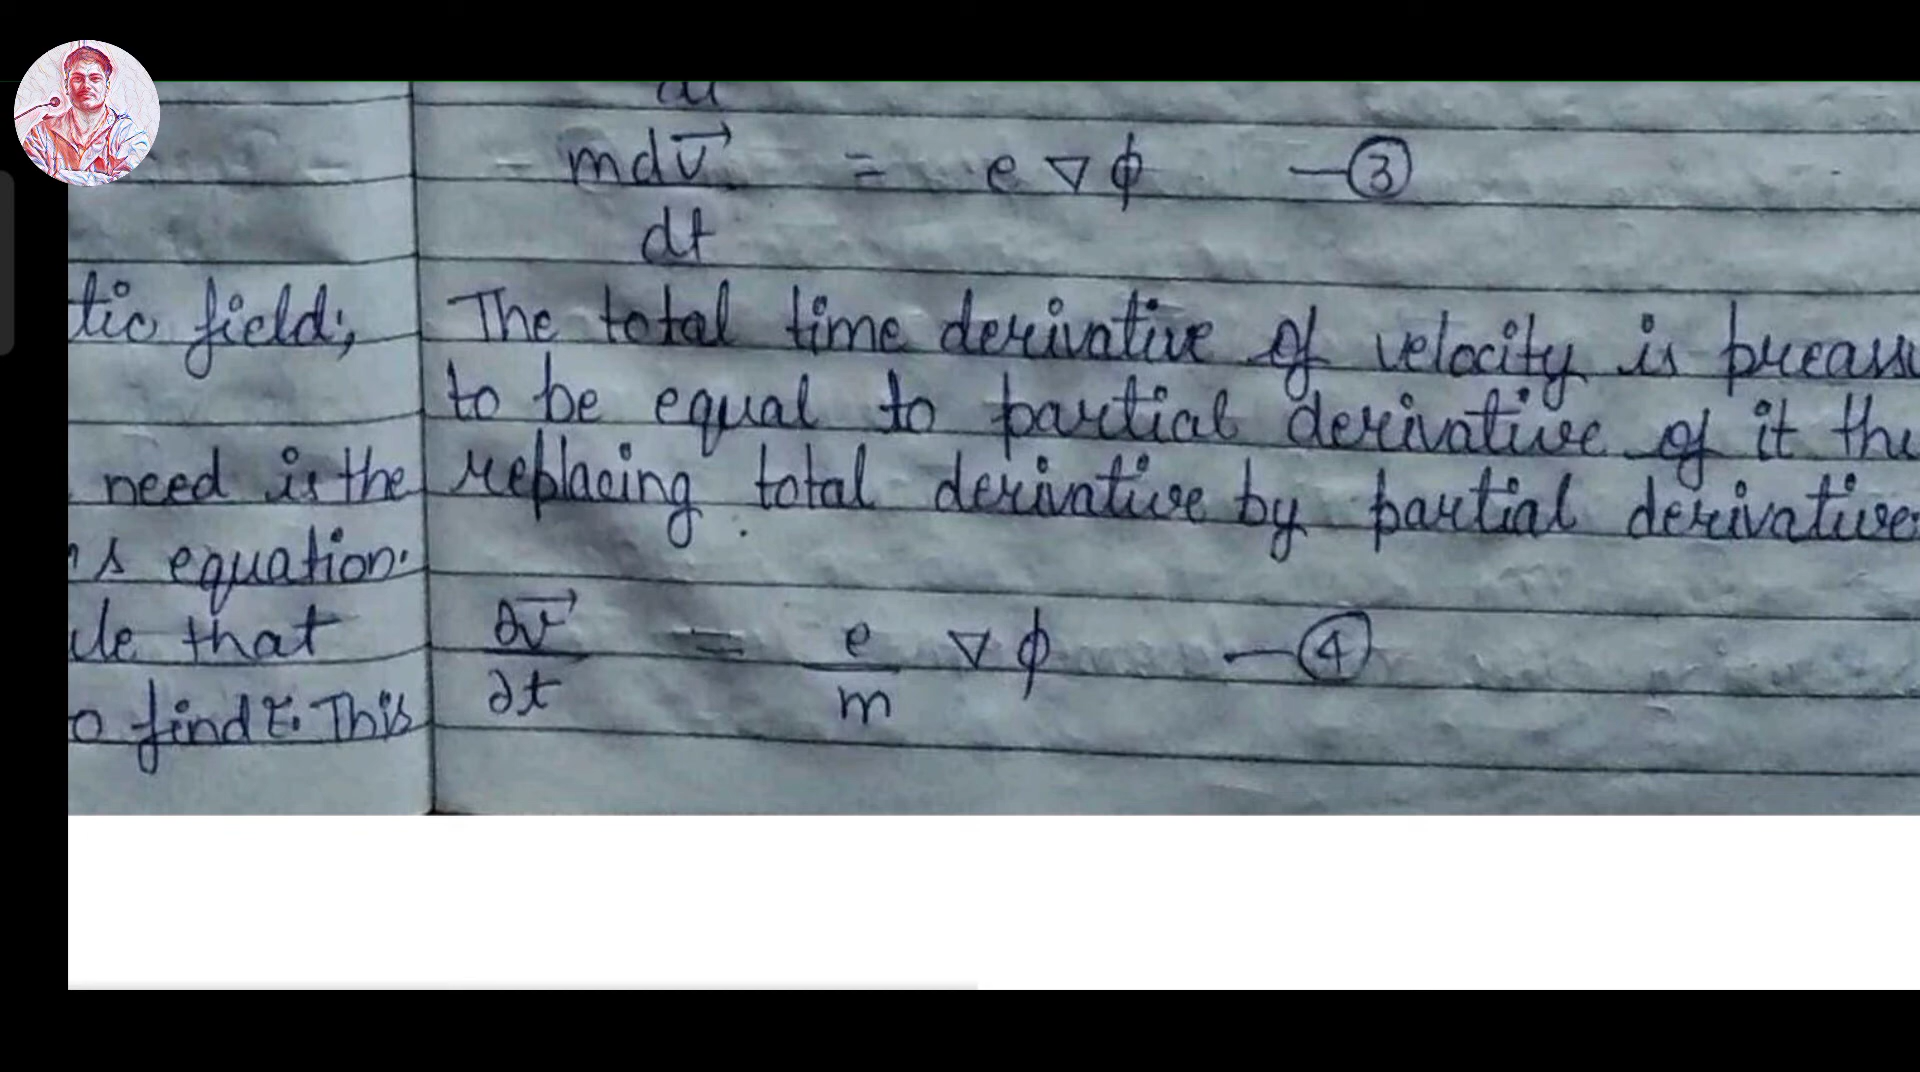 m dv⃗ / dt = e ∇ ϕ —③
tic field;
need is the
s equation.
that
find τ. This
The total time derivative of velocity is
to be equal to partial derivative of it
replacing total derivative by partial derivative
∂v⃗ / ∂t = e / m ∇ ϕ —④